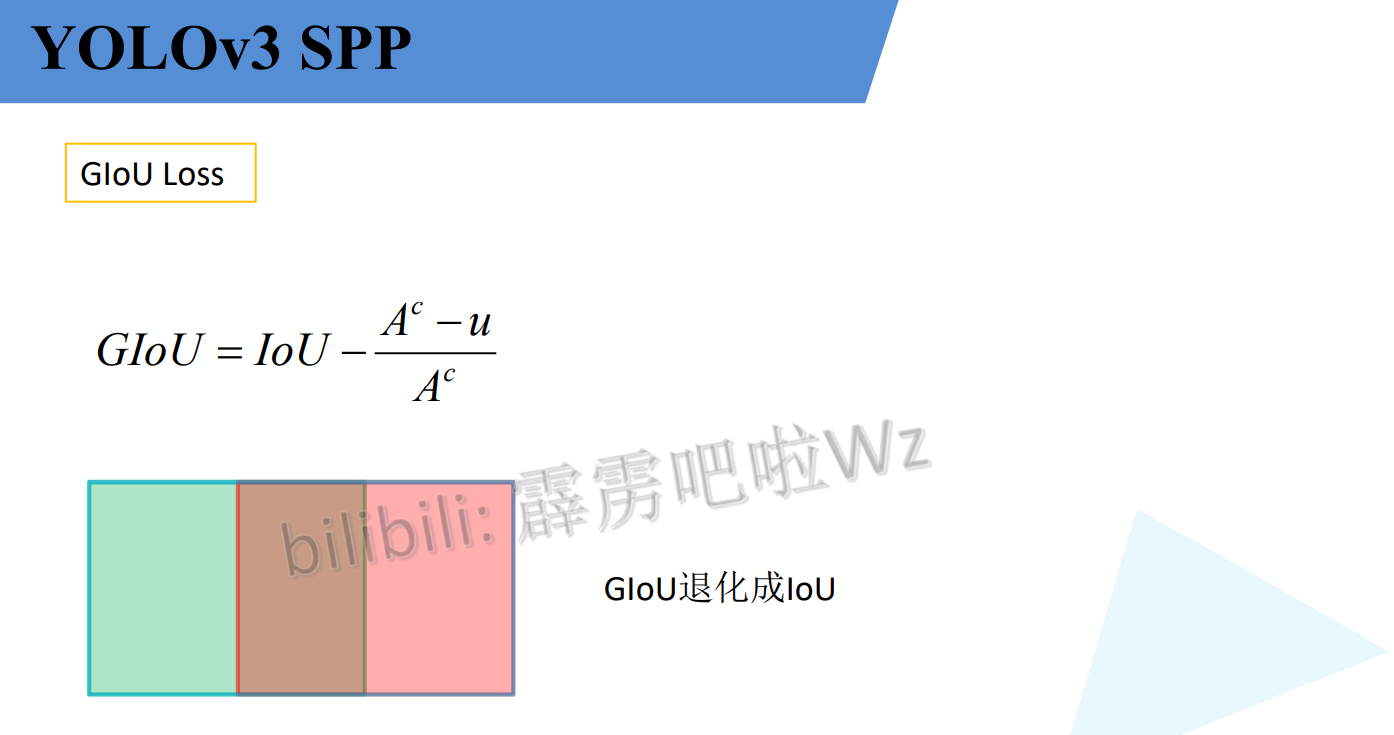 YOLOv3 SPP
GIoU Loss
GIoU = IoU − (A^c − u) / A^c
bilibili: 霹雳吧啦Wz
GIoU退化成IoU